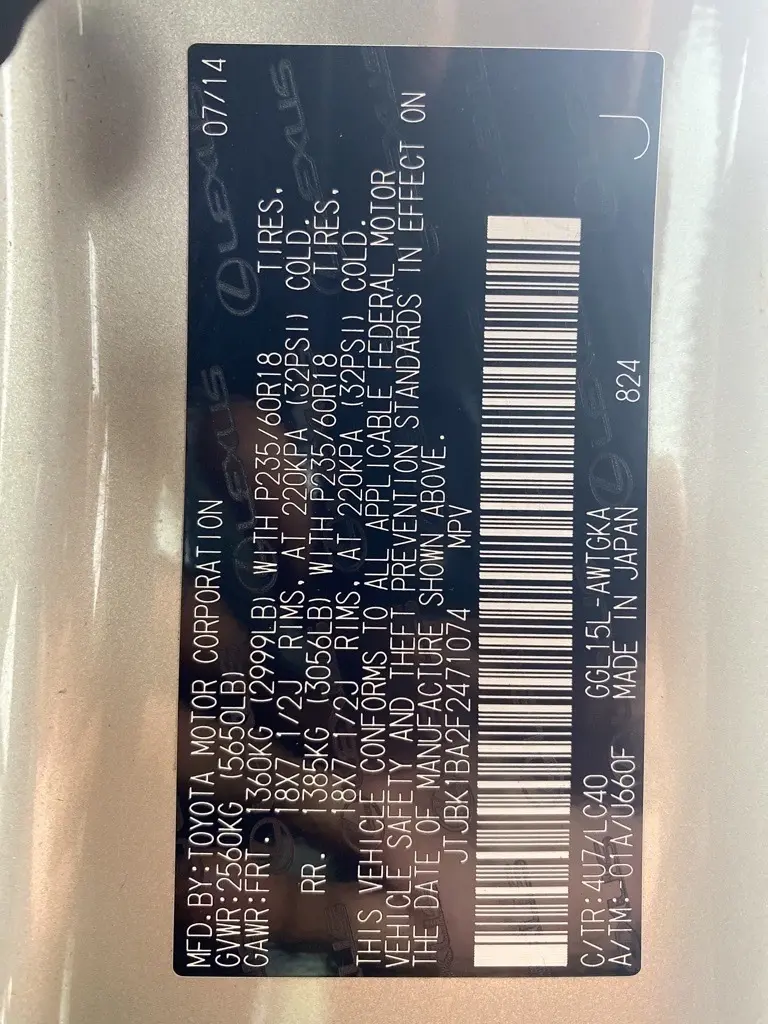 MFD. BY: TOYOTA MOTOR CORPORATION 07/14
GVWR: 2560KG (5650LB)
GAWR: FRT. 1360KG (2999LB) WITH P235/60R18 TIRES,
18X7 1/2J RIMS, AT 220KPA (32PSI) COLD.
RR. 1385KG (3056LB) WITH P235/60R18 TIRES,
18X7 1/2J RIMS, AT 220KPA (32PSI) COLD.
THIS VEHICLE CONFORMS TO ALL APPLICABLE FEDERAL MOTOR
VEHICLE SAFETY AND THEFT PREVENTION STANDARDS IN EFFECT ON
THE DATE OF MANUFACTURE SHOWN ABOVE.
JTJBK1BA2F2471074 MPV
C/TR: 4U7/LC40 GGL15L-AWTGKA
A/TM: -01A/U660F MADE IN JAPAN 824
J
LEXUS
LEXUS